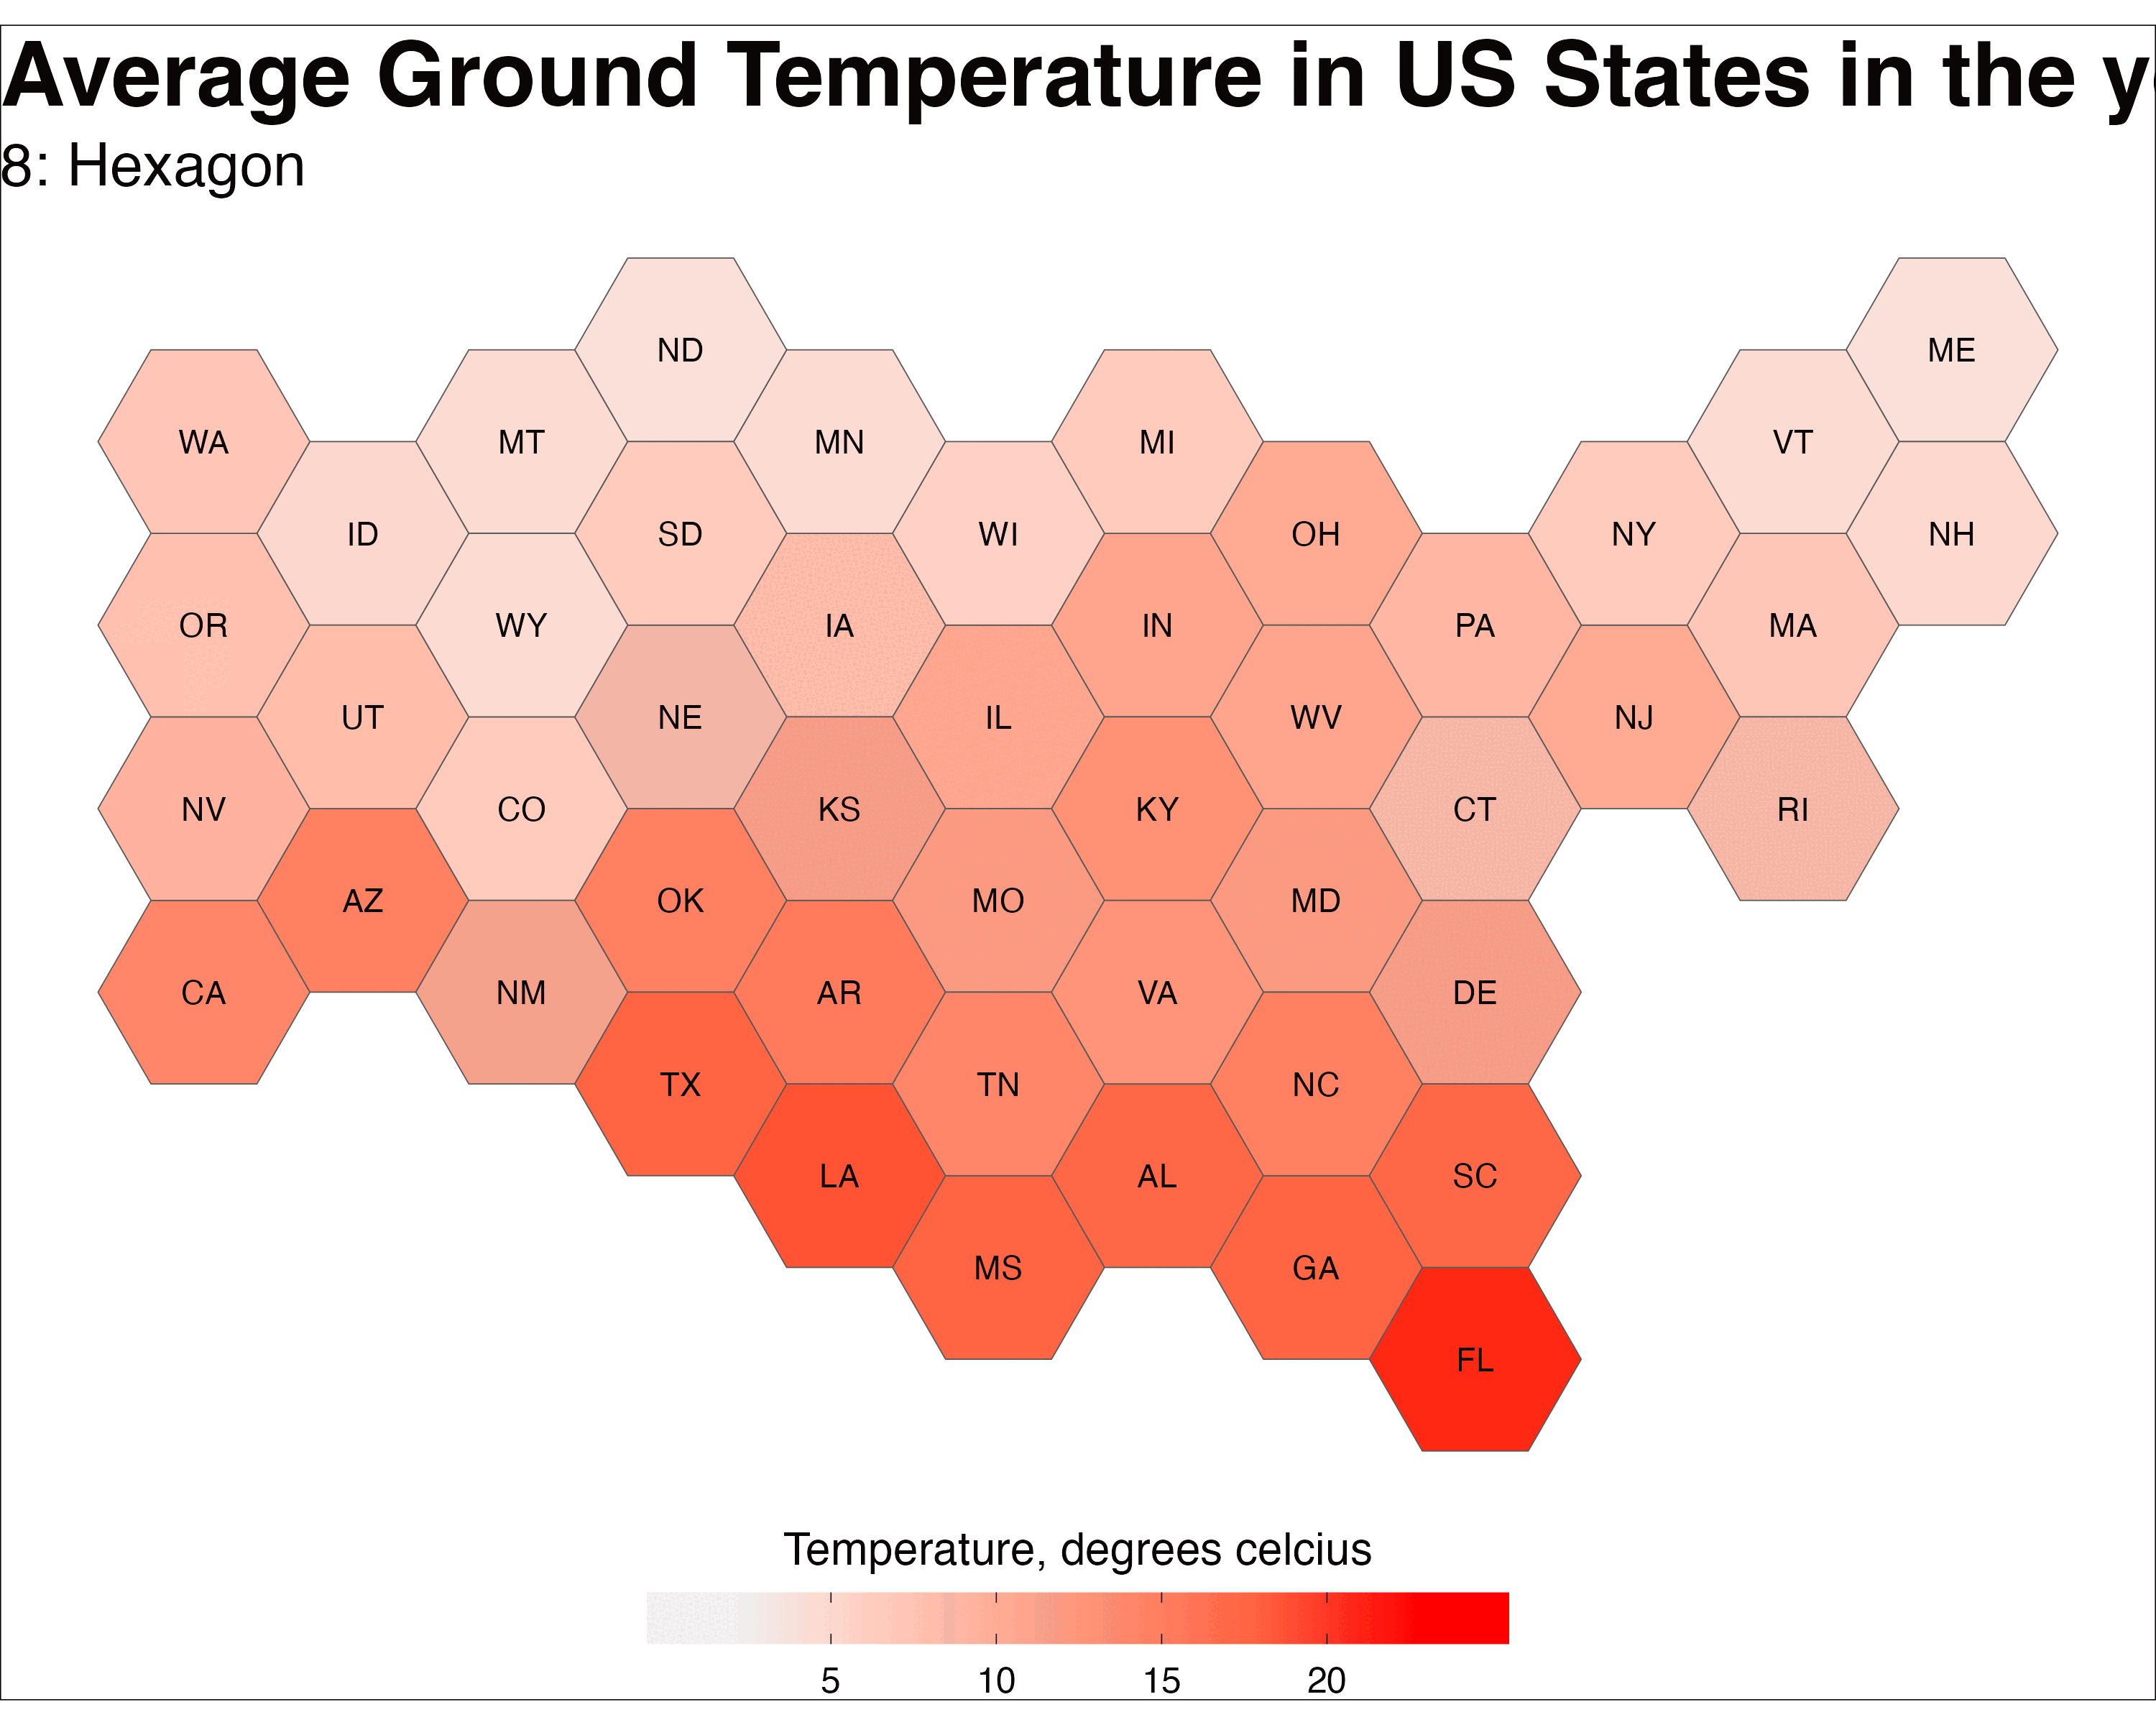 Average Ground Temperature in US States in the y
8: Hexagon
ND
ME
WA
MT
MN
MI
VT
ID
SD
WI
OH
NY
NH
OR
WY
IA
IN
PA
MA
UT
NE
IL
WV
NJ
NV
CO
KS
KY
CT
RI
AZ
OK
MO
MD
CA
NM
AR
VA
DE
TX
TN
NC
LA
AL
SC
MS
GA
FL
Temperature, degrees celcius
5 10 15 20